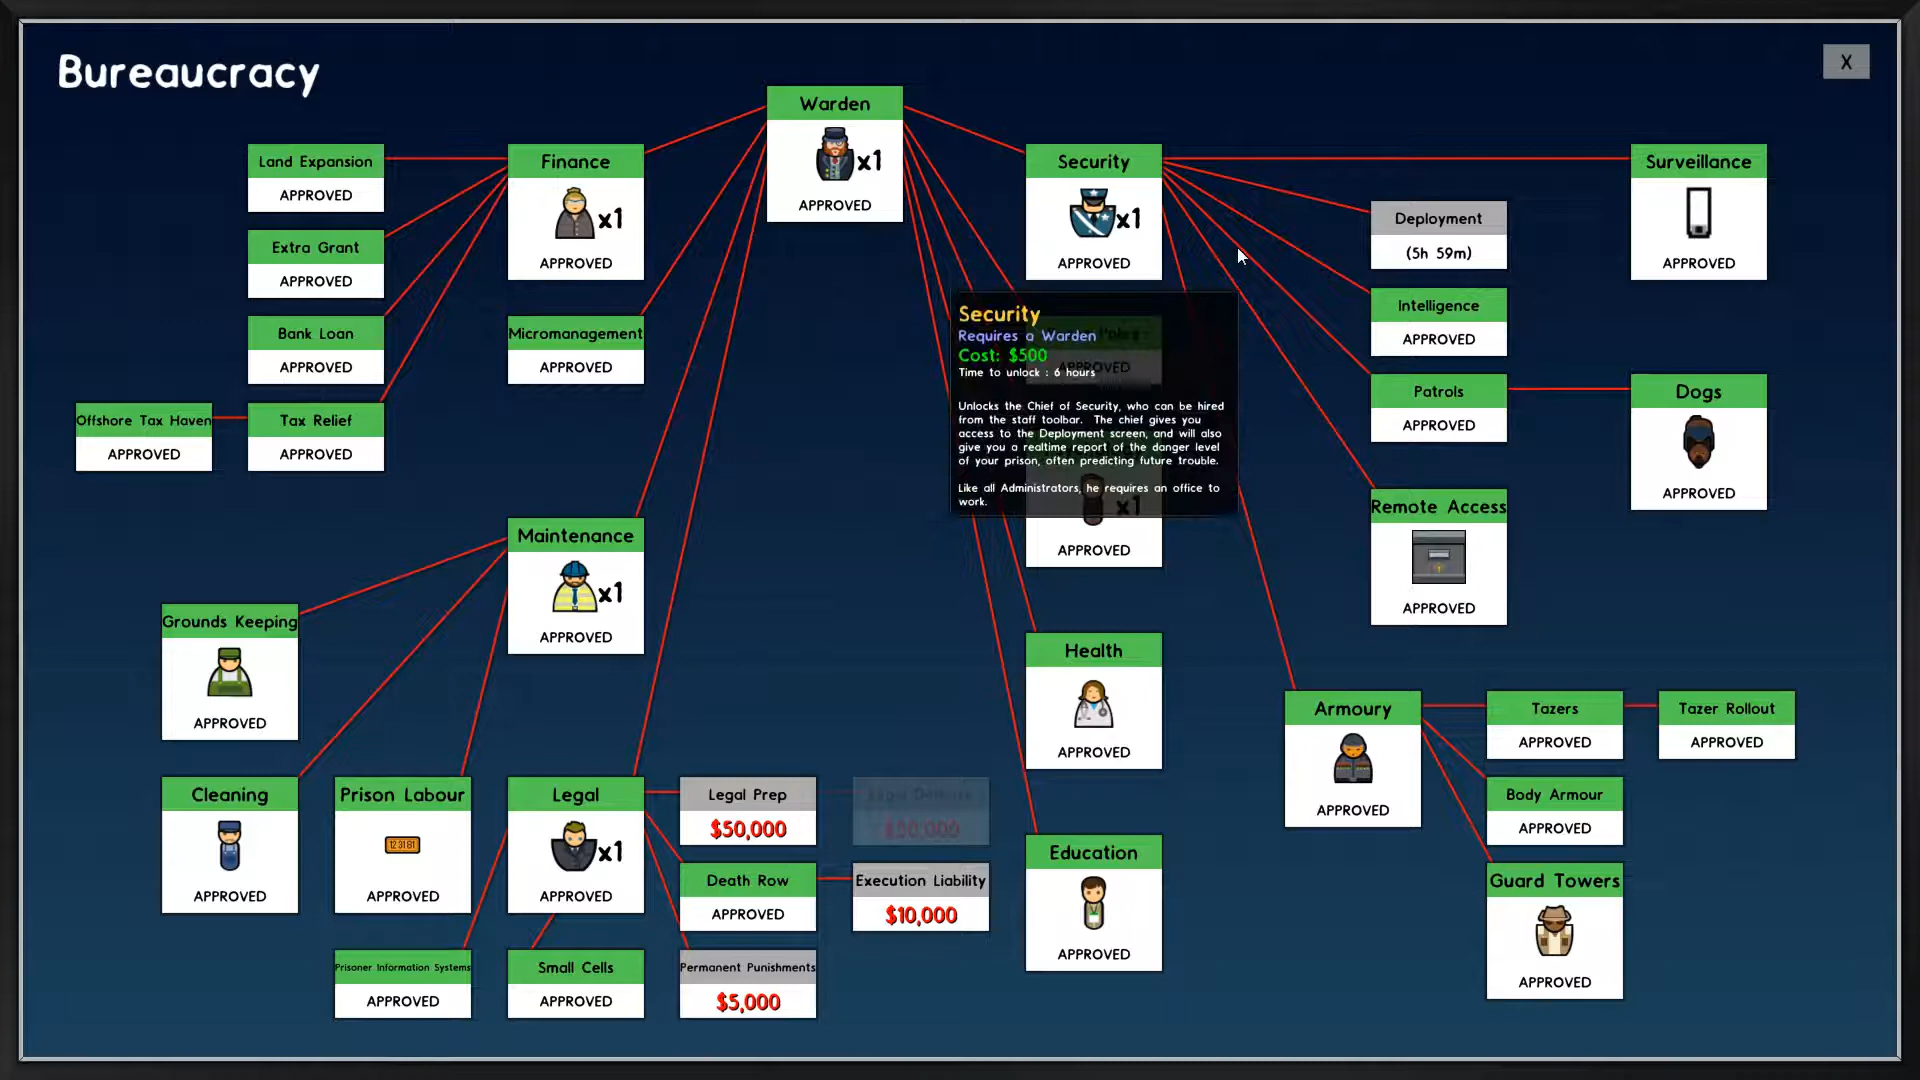 Bureaucracy
X
Warden
x1
APPROVED
Land Expansion
APPROVED
Finance
x1
APPROVED
Security
x1
APPROVED
Surveillance
APPROVED
Deployment
(5h 59m)
Extra Grant
APPROVED
Intelligence
APPROVED
Bank Loan
APPROVED
Micromanagement
APPROVED
Security
Requires a Warden
Cost: $500
Time to unlock : 6 hours
Unlocks the Chief of Security, who can be hired
from the staff toolbar. The chief gives you
access to the Deployment screen, and will also
give you a realtime report of the danger level
of your prison, often predicting future trouble.
Like all Administrators, he requires an office to
work.
APPROVED
x1
APPROVED
Patrols
APPROVED
Dogs
APPROVED
Offshore Tax Haven
APPROVED
Tax Relief
APPROVED
Remote Access
APPROVED
Maintenance
x1
APPROVED
Grounds Keeping
APPROVED
Health
APPROVED
Armoury
APPROVED
Tazers
APPROVED
Tazer Rollout
APPROVED
Cleaning
APPROVED
Prison Labour
123181
APPROVED
Legal
x1
APPROVED
Legal Prep
$50,000
$50,000
Body Armour
APPROVED
Death Row
APPROVED
Execution Liability
$10,000
Education
APPROVED
Guard Towers
APPROVED
Prisoner Information Systems
APPROVED
Small Cells
APPROVED
Permanent Punishments
$5,000